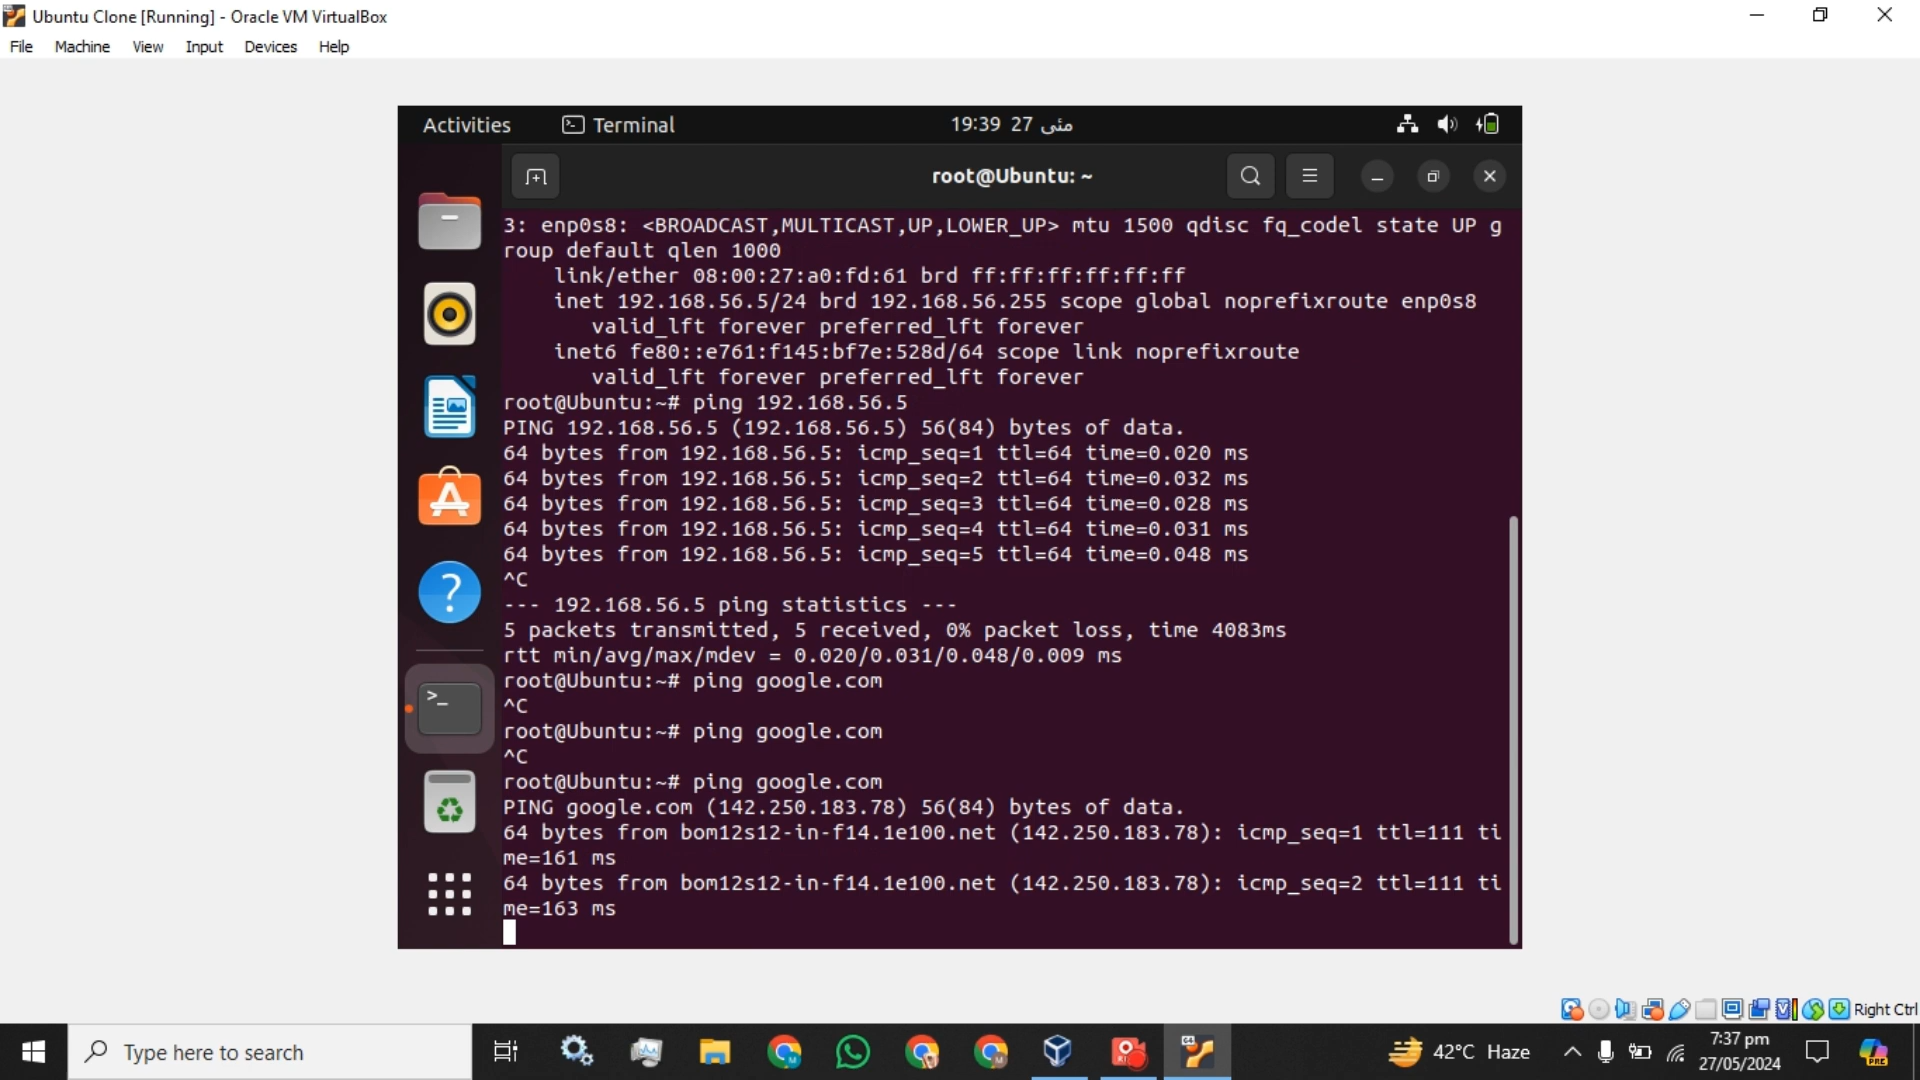 Ubuntu Clone [Running] - Oracle VM VirtualBox
File Machine View Input Devices Help
Activities Terminal 19:39 27 مئی
root@Ubuntu: ~
3: enp0s8: <BROADCAST,MULTICAST,UP,LOWER_UP> mtu 1500 qdisc fq_codel state UP g
roup default qlen 1000
link/ether 08:00:27:a0:fd:61 brd ff:ff:ff:ff:ff:ff
inet 192.168.56.5/24 brd 192.168.56.255 scope global noprefixroute enp0s8
valid_lft forever preferred_lft forever
inet6 fe80::e761:f145:bf7e:528d/64 scope link noprefixroute
valid_lft forever preferred_lft forever
root@Ubuntu:~# ping 192.168.56.5
PING 192.168.56.5 (192.168.56.5) 56(84) bytes of data.
64 bytes from 192.168.56.5: icmp_seq=1 ttl=64 time=0.020 ms
64 bytes from 192.168.56.5: icmp_seq=2 ttl=64 time=0.032 ms
64 bytes from 192.168.56.5: icmp_seq=3 ttl=64 time=0.028 ms
64 bytes from 192.168.56.5: icmp_seq=4 ttl=64 time=0.031 ms
64 bytes from 192.168.56.5: icmp_seq=5 ttl=64 time=0.048 ms
^C
--- 192.168.56.5 ping statistics ---
5 packets transmitted, 5 received, 0% packet loss, time 4083ms
rtt min/avg/max/mdev = 0.020/0.031/0.048/0.009 ms
root@Ubuntu:~# ping google.com
^C
root@Ubuntu:~# ping google.com
^C
root@Ubuntu:~# ping google.com
PING google.com (142.250.183.78) 56(84) bytes of data.
64 bytes from bom12s12-in-f14.1e100.net (142.250.183.78): icmp_seq=1 ttl=111 ti
me=161 ms
64 bytes from bom12s12-in-f14.1e100.net (142.250.183.78): icmp_seq=2 ttl=111 ti
me=163 ms
Right Ctrl
Type here to search
42°C Haze
7:37 pm
27/05/2024